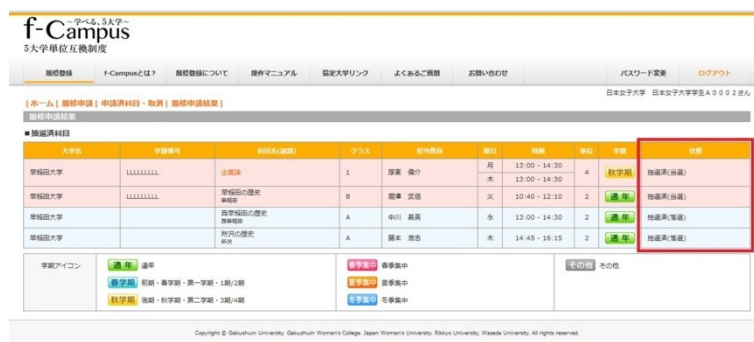 ～学べる、5大学～
f-Campus
5大学単位互換制度
履修登録 f-Campusとは？ 履修登録について 操作マニュアル 協定大学リンク よくあるご質問 お問い合わせ パスワード変更 ログアウト
日本女子大学 日本女子大学学生A0002さん
|ホーム| 履修申請| 申請済科目・取消| 履修申請結果|
履修申請結果
■抽選済科目
大学名 学籍番号 科目名(副題) クラス 担当教員 曜日 時限 単位 学期 状態
早稲田大学 LLLLLLLLL 企業論 1 厚東 偉介 月 13:00 - 14:30 4 秋学期 抽選済(当選)
木 13:00 - 14:30
早稲田大学 LLLLLLLLL 早稲田の歴史 B 武信 火 10:40 - 12:10 2 通 年 抽選済(当選)
早稲田
早稲田大学 西早稲田の歴史 A 中川 義英 水 13:00 - 14:30 2 通 年 抽選済(落選)
西早稲田
早稲田大学 所沢の歴史 A 藤本 浩志 木 14:45 - 16:15 2 通 年 抽選済(落選)
所沢
学期アイコン 通 年 通年 春季集中 春季集中 その他 その他
春学期 前期・春学期・第一学期・1期/2期 夏季集中 夏季集中
秋学期 後期・秋学期・第二学期・3期/4期 冬季集中 冬季集中
Copyright © Gakushuin University. Gakushuin Women's College. Japan Women's University. Rikkyo University. Waseda University. All rights reserved.